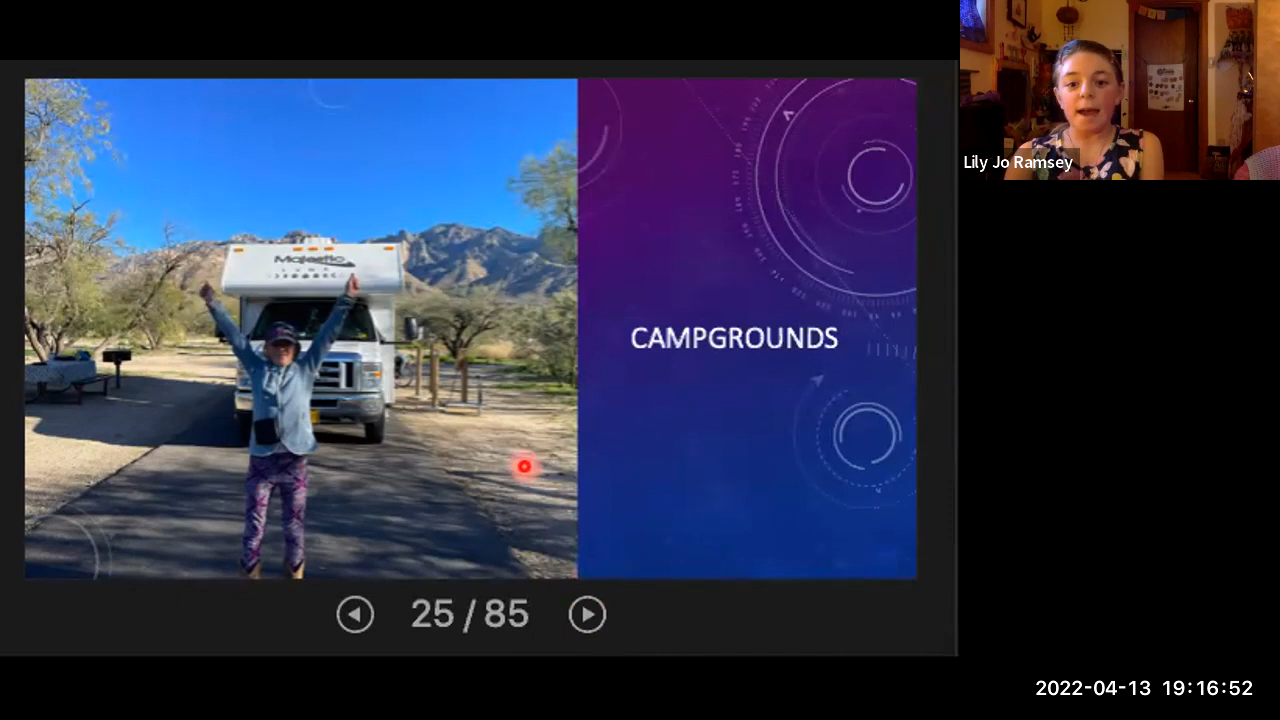 Majestic
CAMPGROUNDS
25 / 85
Lily Jo Ramsey
2022-04-13 19:16:52